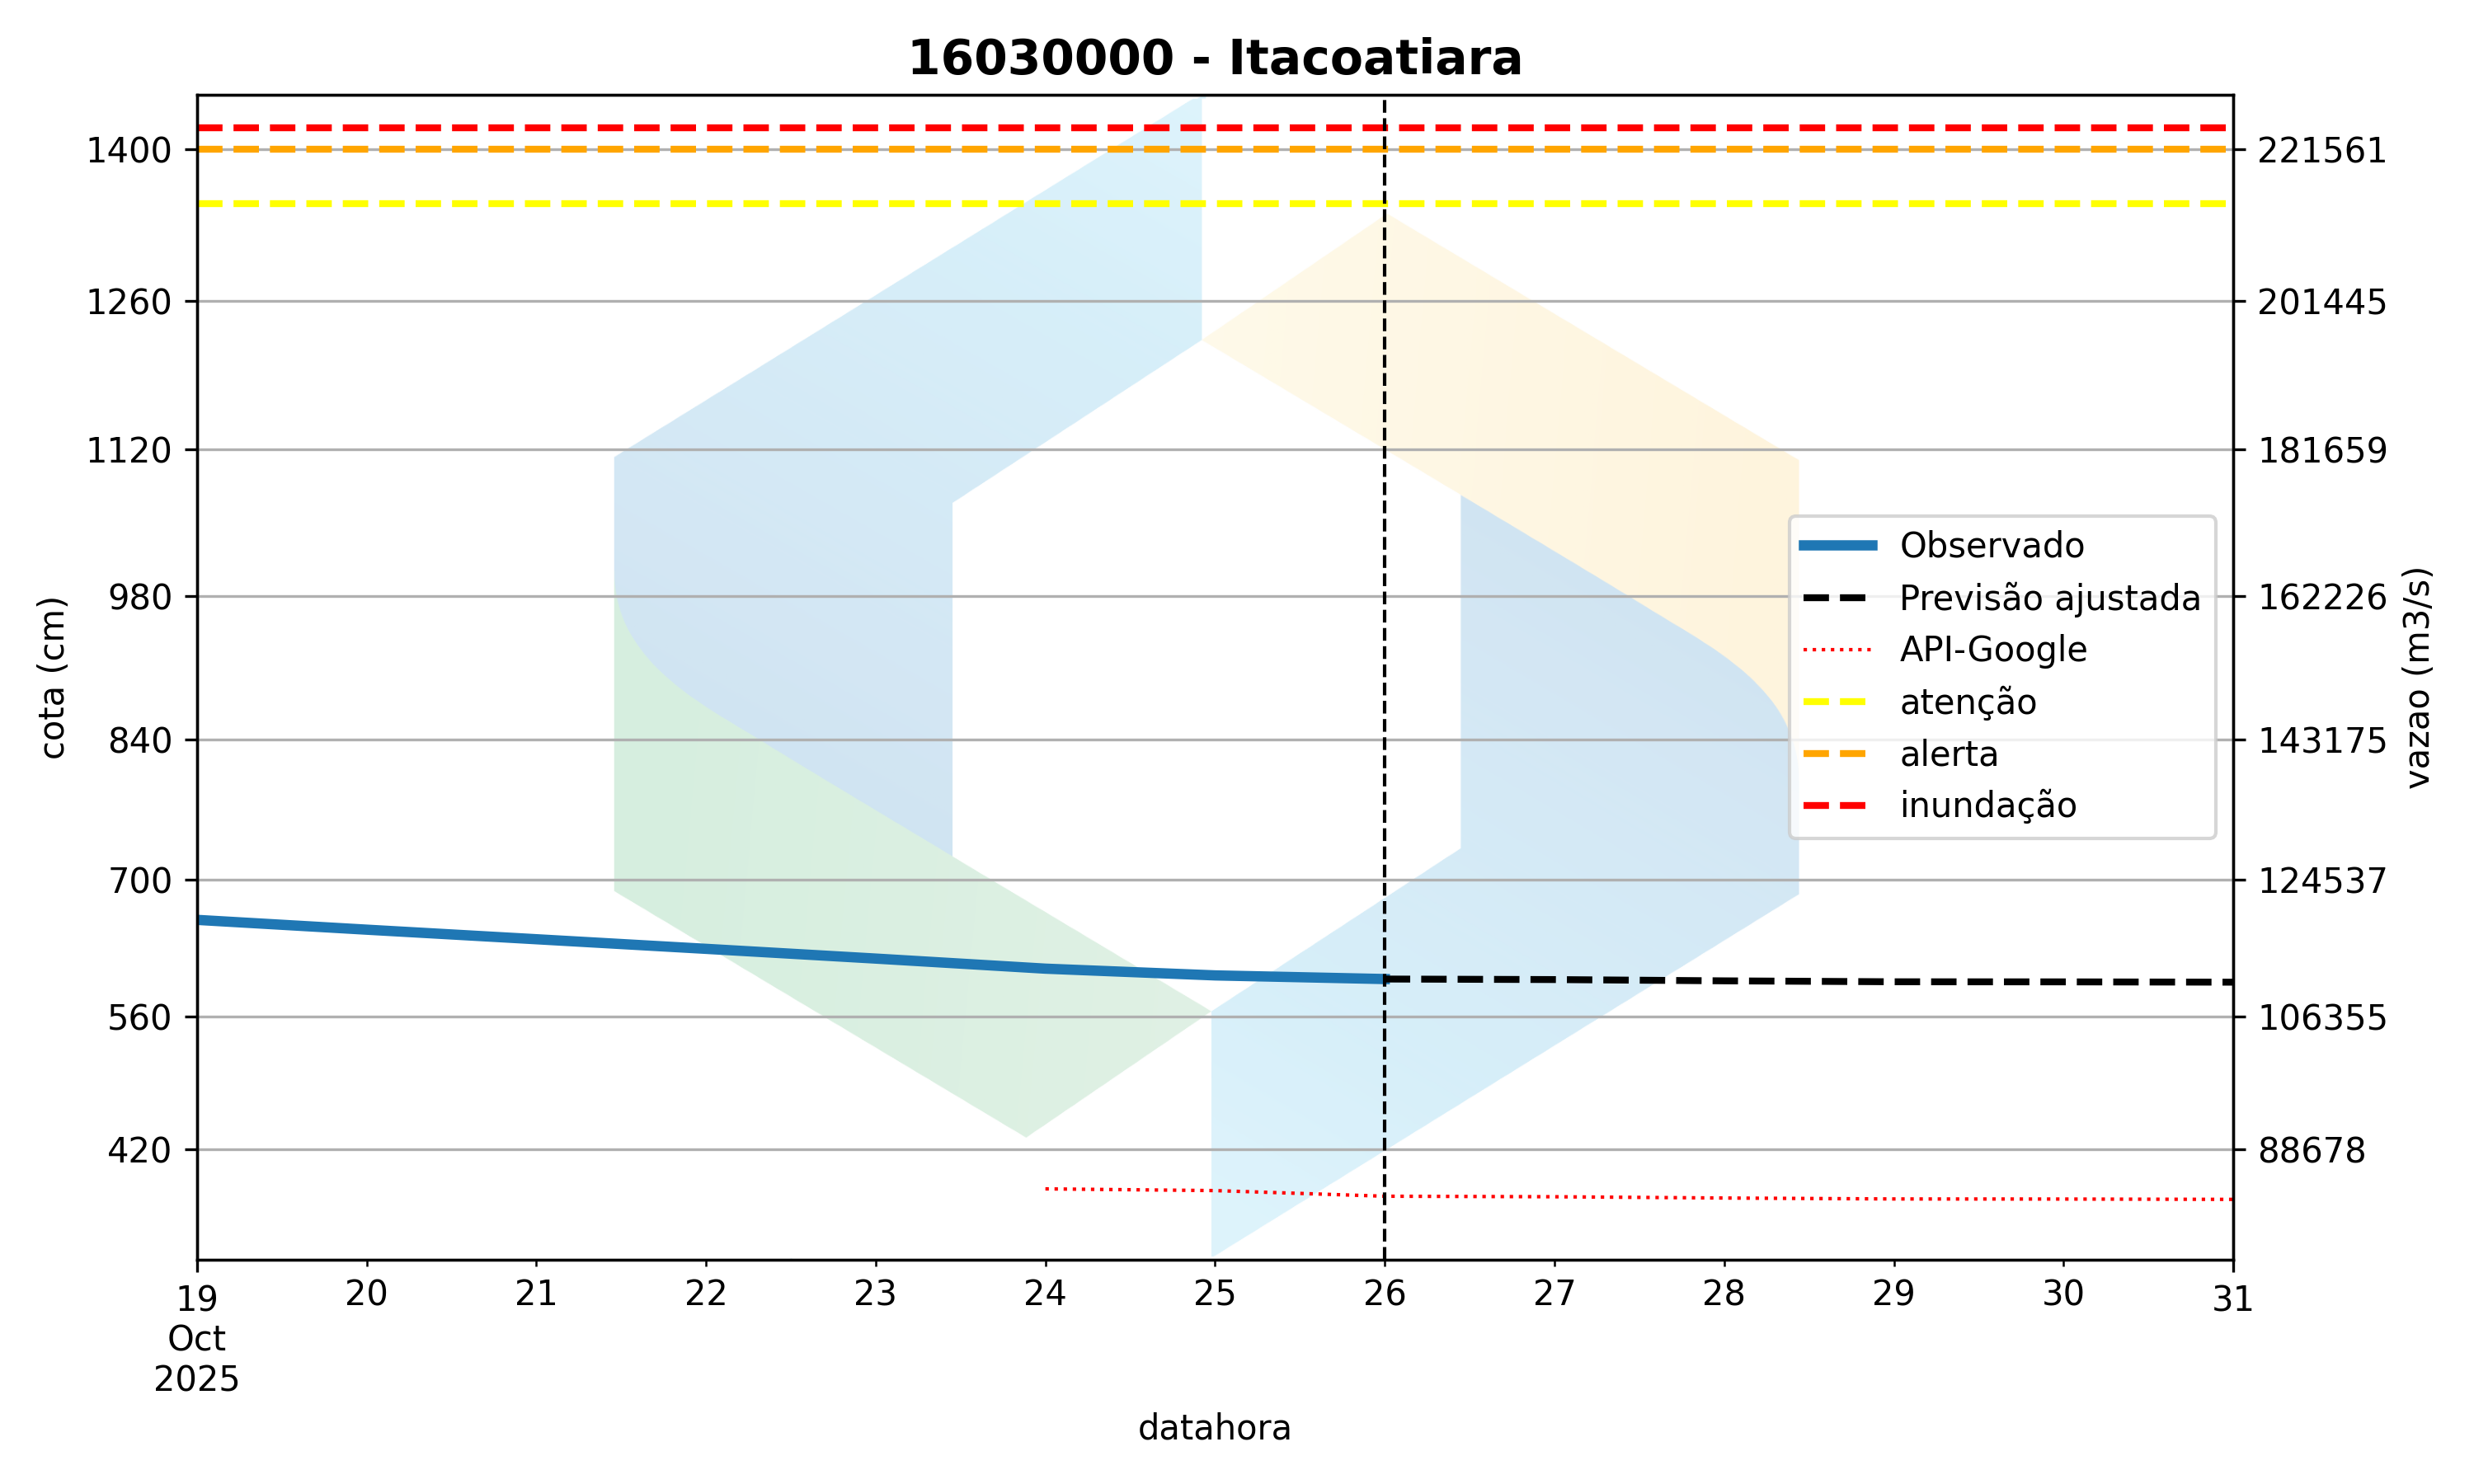 16030000 - Itacoatiara
1400
1260
1120
980
840
700
560
420
cota (cm)
221561
201445
181659
162226
143175
124537
106355
88678
vazao (m3/s)
Observado
Previsão ajustada
API-Google
atenção
alerta
inundação
19 20 21 22 23 24 25 26 27 28 29 30 31
Oct
2025
datahora